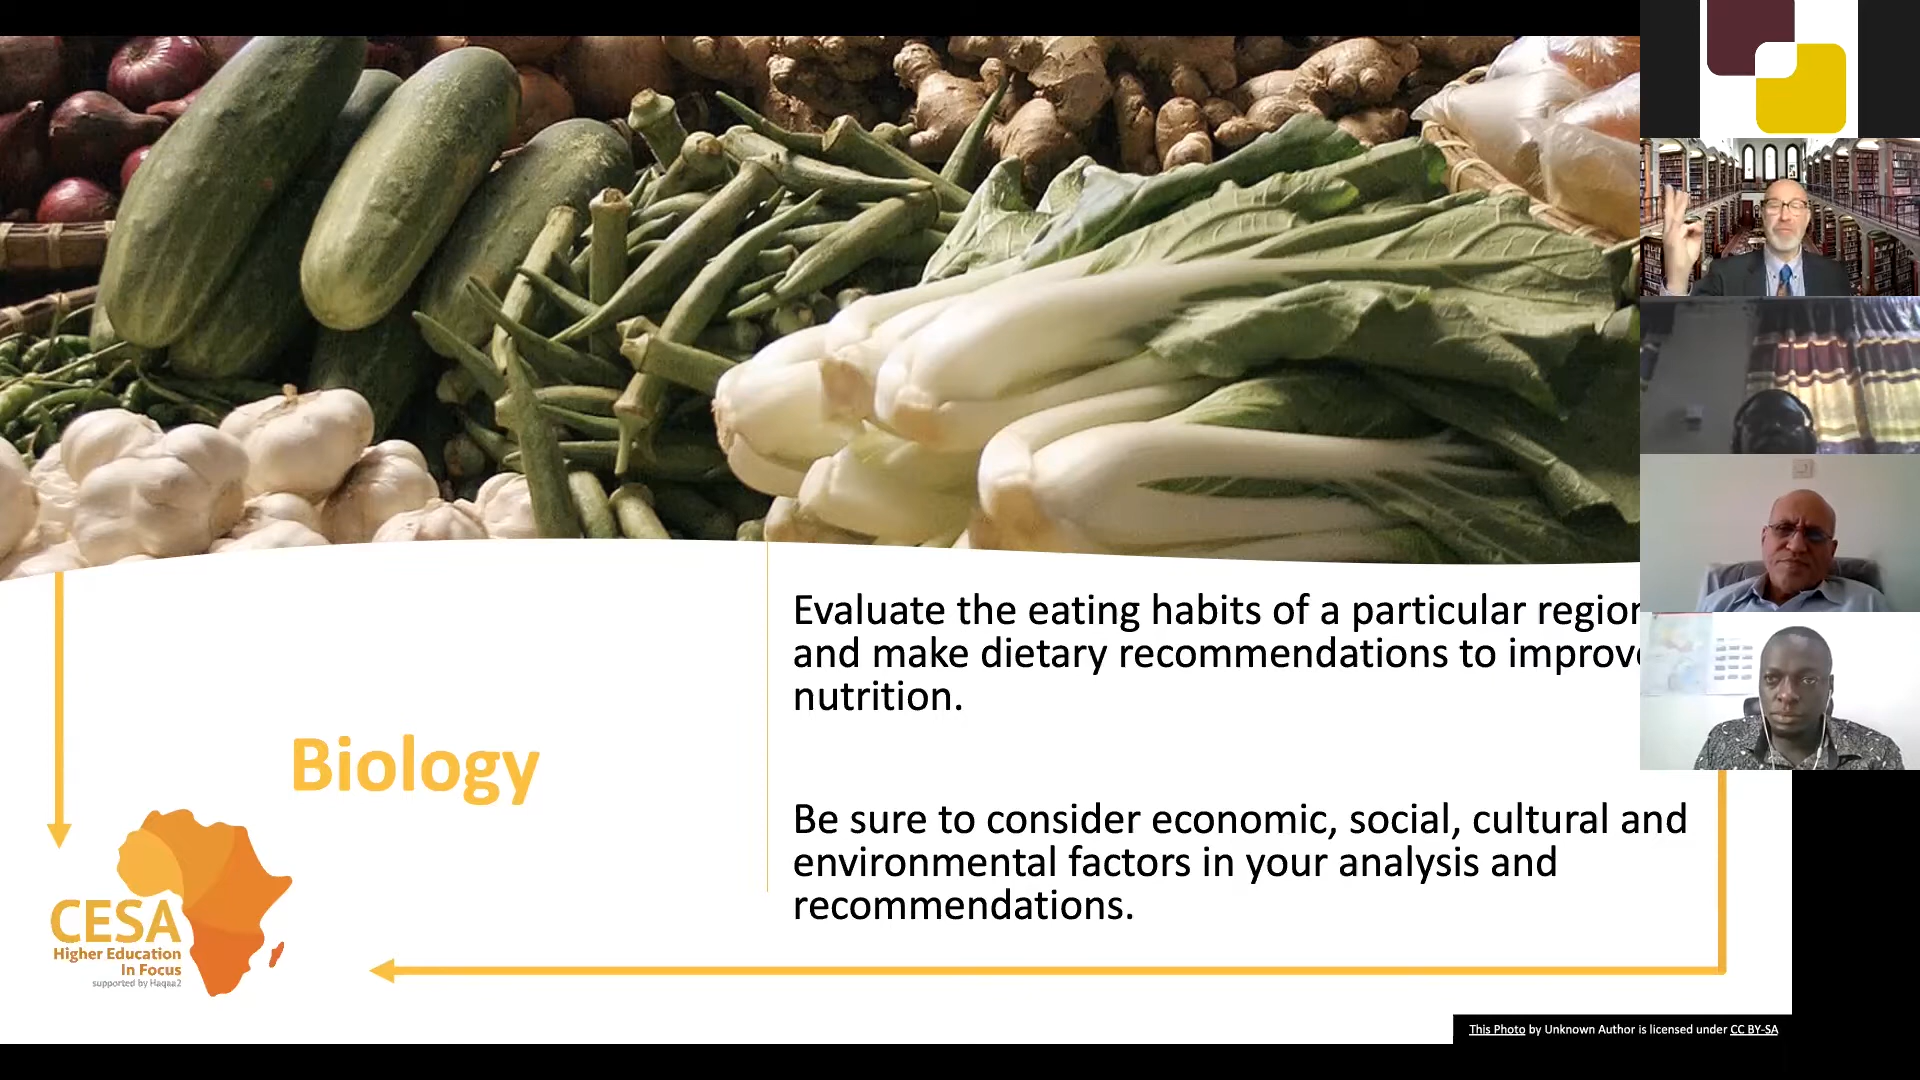 Evaluate the eating habits of a particular region
and make dietary recommendations to improve
nutrition.
Biology
Be sure to consider economic, social, cultural and
environmental factors in your analysis and
recommendations.
CESA
Higher Education
In Focus
supported by Haqaa2
This Photo by Unknown Author is licensed under CC BY-SA